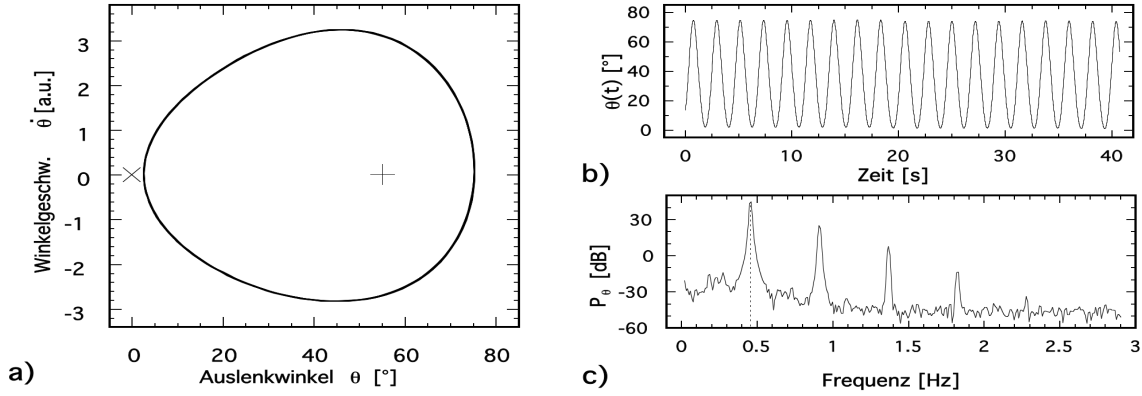 3
2
1
0
-1
-2
-3
Winkelgeschw. θ̇ [a.u.]
0 20 40 60 80
Auslenkwinkel θ [°]
a)
80
60
40
20
0
θ(t) [°]
0 10 20 30 40
Zeit [s]
b)
30
0
-30
-60
P_θ [dB]
0 0.5 1 1.5 2 2.5 3
Frequenz [Hz]
c)